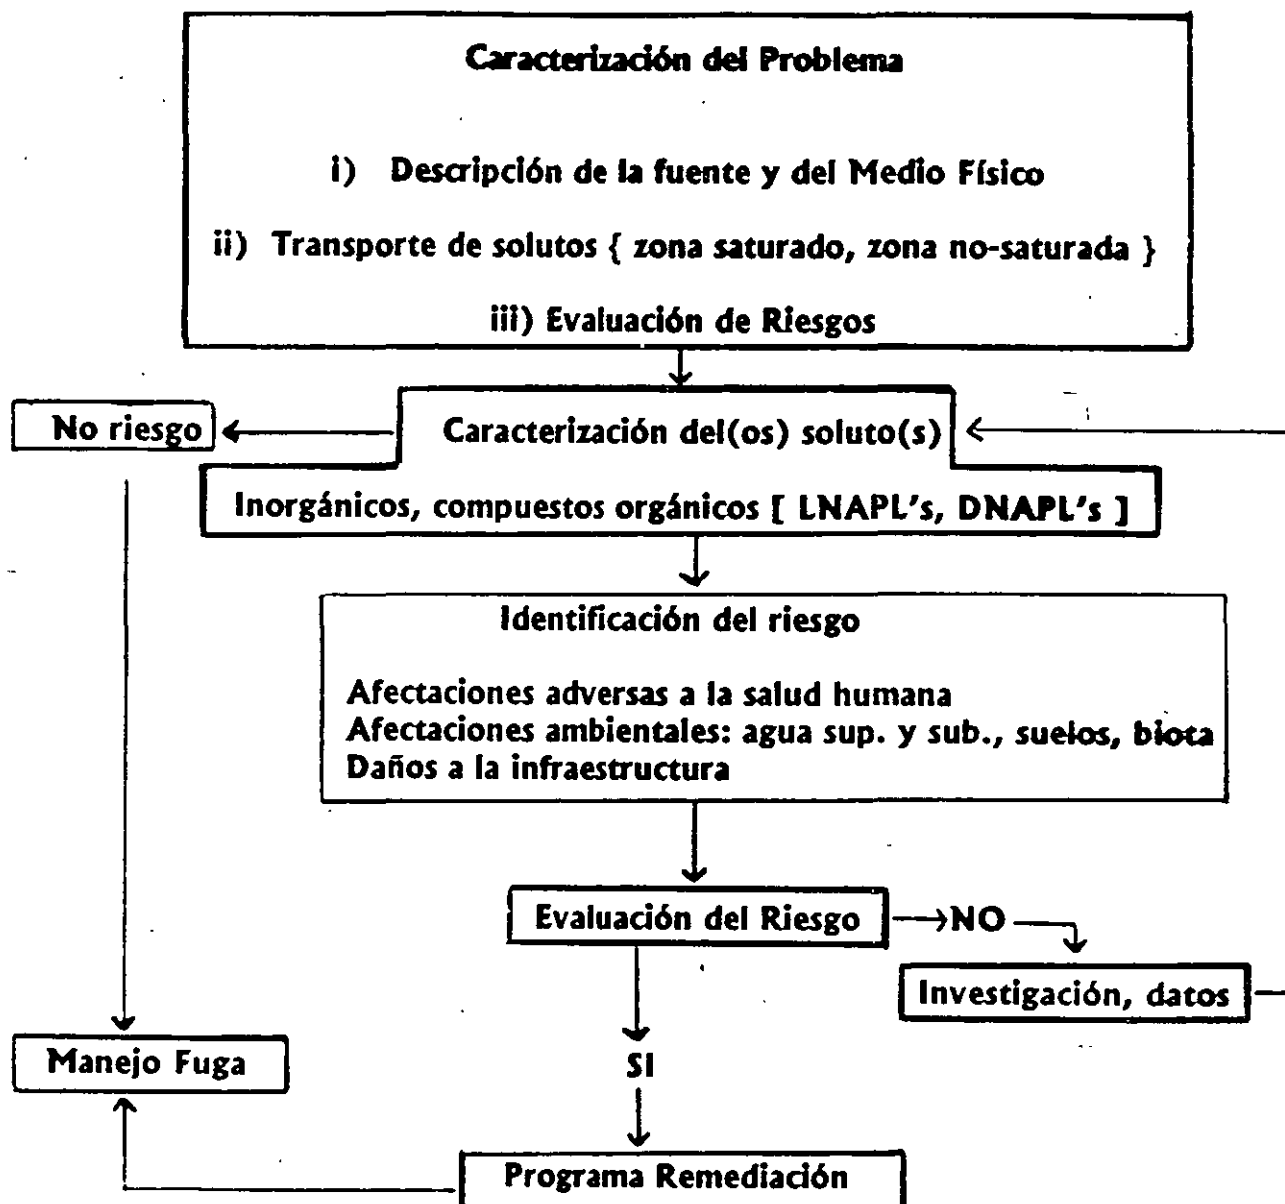 Caracterización del Problema
i) Descripción de la fuente y del Medio Físico
ii) Transporte de solutos { zona saturado, zona no-saturada }
iii) Evaluación de Riesgos
No riesgo
Caracterización del(os) soluto(s)
Inorgánicos, compuestos orgánicos [ LNAPL's, DNAPL's ]
Identificación del riesgo
Afectaciones adversas a la salud humana
Afectaciones ambientales: agua sup. y sub., suelos, biota
Daños a la infraestructura
Evaluación del Riesgo
NO
Investigación, datos
Manejo Fuga
SI
Programa Remediación